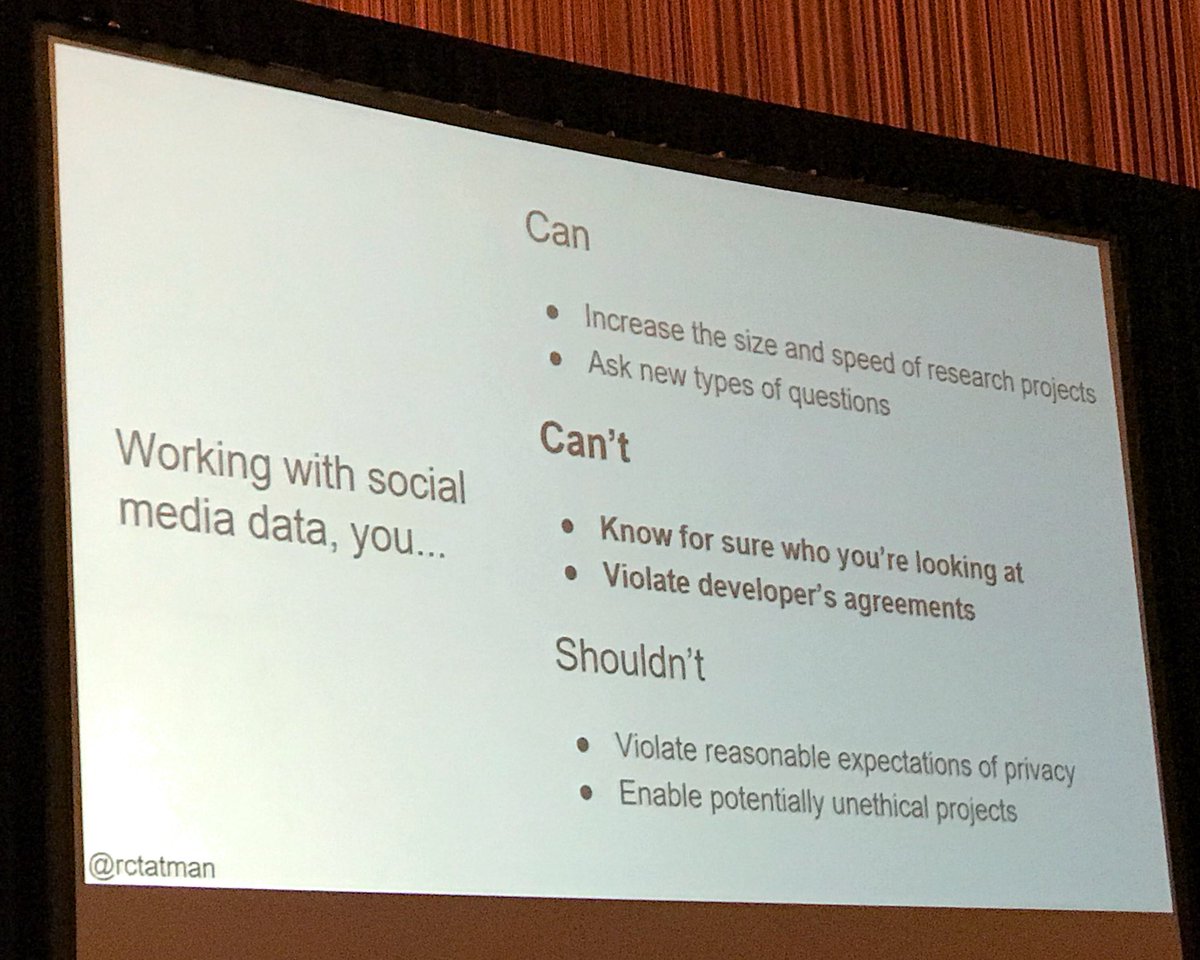 Working with social
media data, you...
Can
● Increase the size and speed of research projects
● Ask new types of questions
Can't
● Know for sure who you're looking at
● Violate developer's agreements
Shouldn't
● Violate reasonable expectations of privacy
● Enable potentially unethical projects
@rctatman